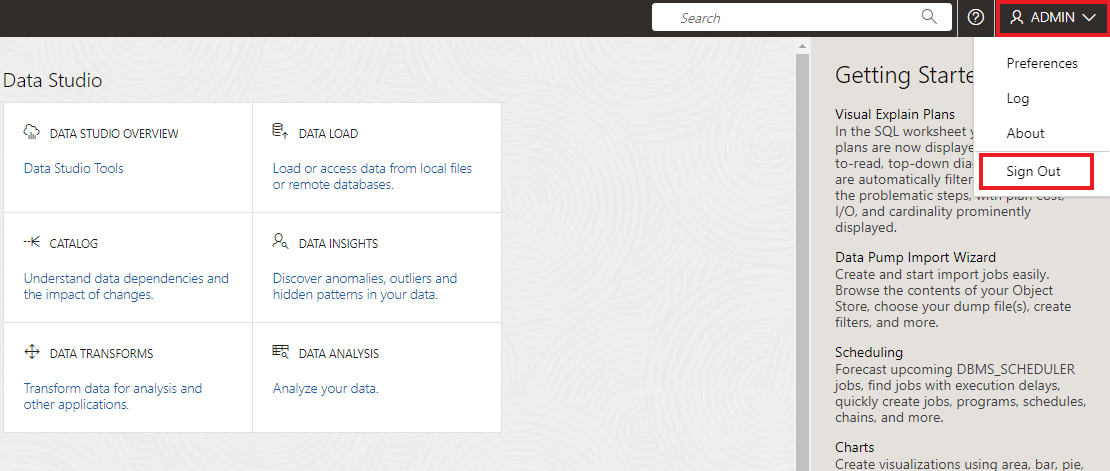 Search
ADMIN
Preferences
Log
About
Sign Out
Data Studio
DATA STUDIO OVERVIEW
Data Studio Tools
DATA LOAD
Load or access data from local files
or remote databases.
CATALOG
Understand data dependencies and
the impact of changes.
DATA INSIGHTS
Discover anomalies, outliers and
hidden patterns in your data.
DATA TRANSFORMS
Transform data for analysis and
other applications.
DATA ANALYSIS
Analyze your data.
Getting Starte
Visual Explain Plans
In the SQL worksheet y
plans are now displaye
to-read, top-down dia
are automatically filter
the problematic steps, with plan cost,
I/O, and cardinality prominently
displayed.
Data Pump Import Wizard
Create and start import jobs easily.
Browse the contents of your Object
Store, choose your dump file(s), create
filters, and more.
Scheduling
Forecast upcoming DBMS_SCHEDULER
jobs, find jobs with execution delays,
quickly create jobs, programs, schedules,
chains, and more.
Charts
Create visualizations using area, bar, pie,